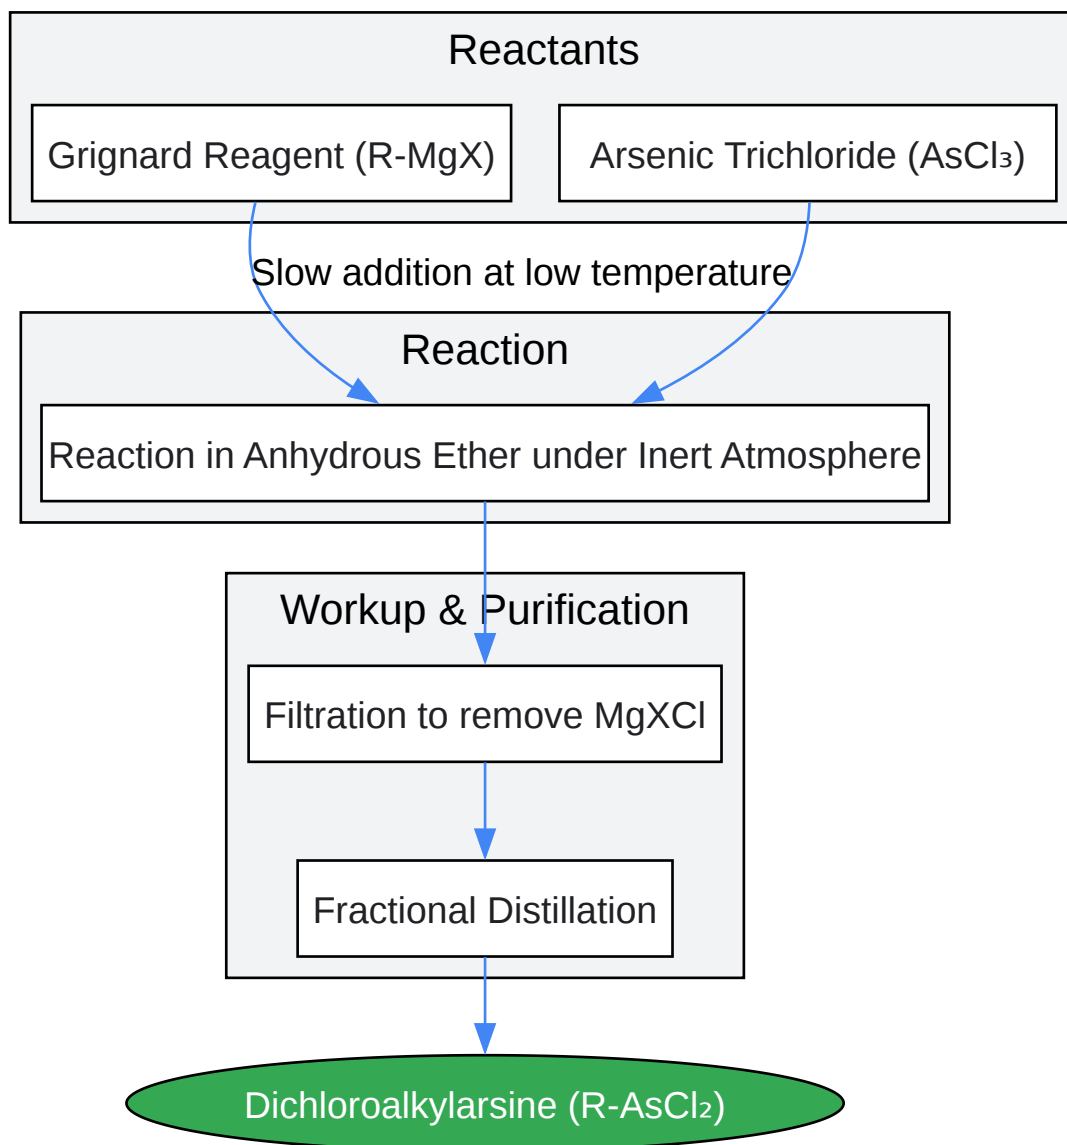 Reactants
Grignard Reagent (R-MgX)
Arsenic Trichloride (AsCl₃)
Slow addition at low temperature
Reaction
Reaction in Anhydrous Ether under Inert Atmosphere
Workup & Purification
Filtration to remove MgXCl
Fractional Distillation
Dichloroalkylarsine (R-AsCl₂)